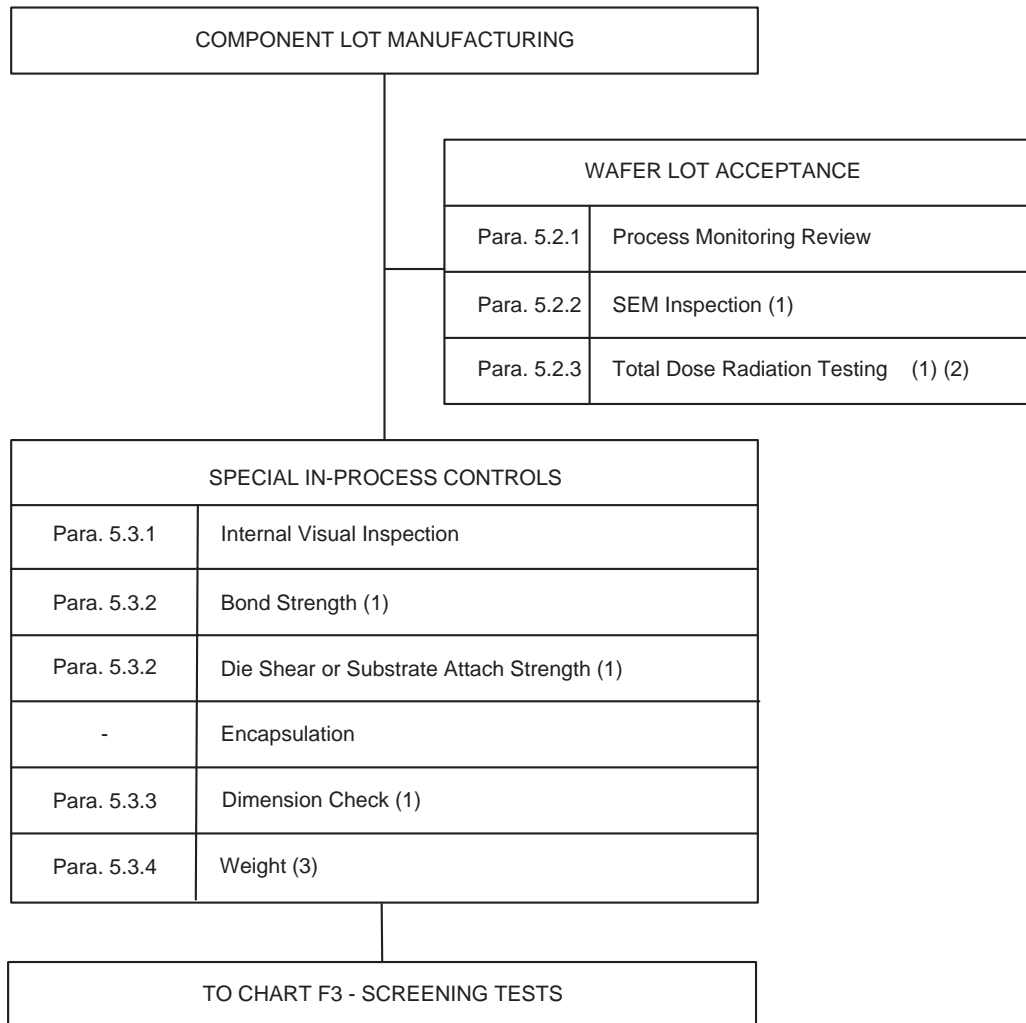 COMPONENT LOT MANUFACTURING
WAFER LOT ACCEPTANCE
Para. 5.2.1 Process Monitoring Review
Para. 5.2.2 SEM Inspection (1)
Para. 5.2.3 Total Dose Radiation Testing (1) (2)
SPECIAL IN-PROCESS CONTROLS
Para. 5.3.1 Internal Visual Inspection
Para. 5.3.2 Bond Strength (1)
Para. 5.3.2 Die Shear or Substrate Attach Strength (1)
- Encapsulation
Para. 5.3.3 Dimension Check (1)
Para. 5.3.4 Weight (3)
TO CHART F3 - SCREENING TESTS